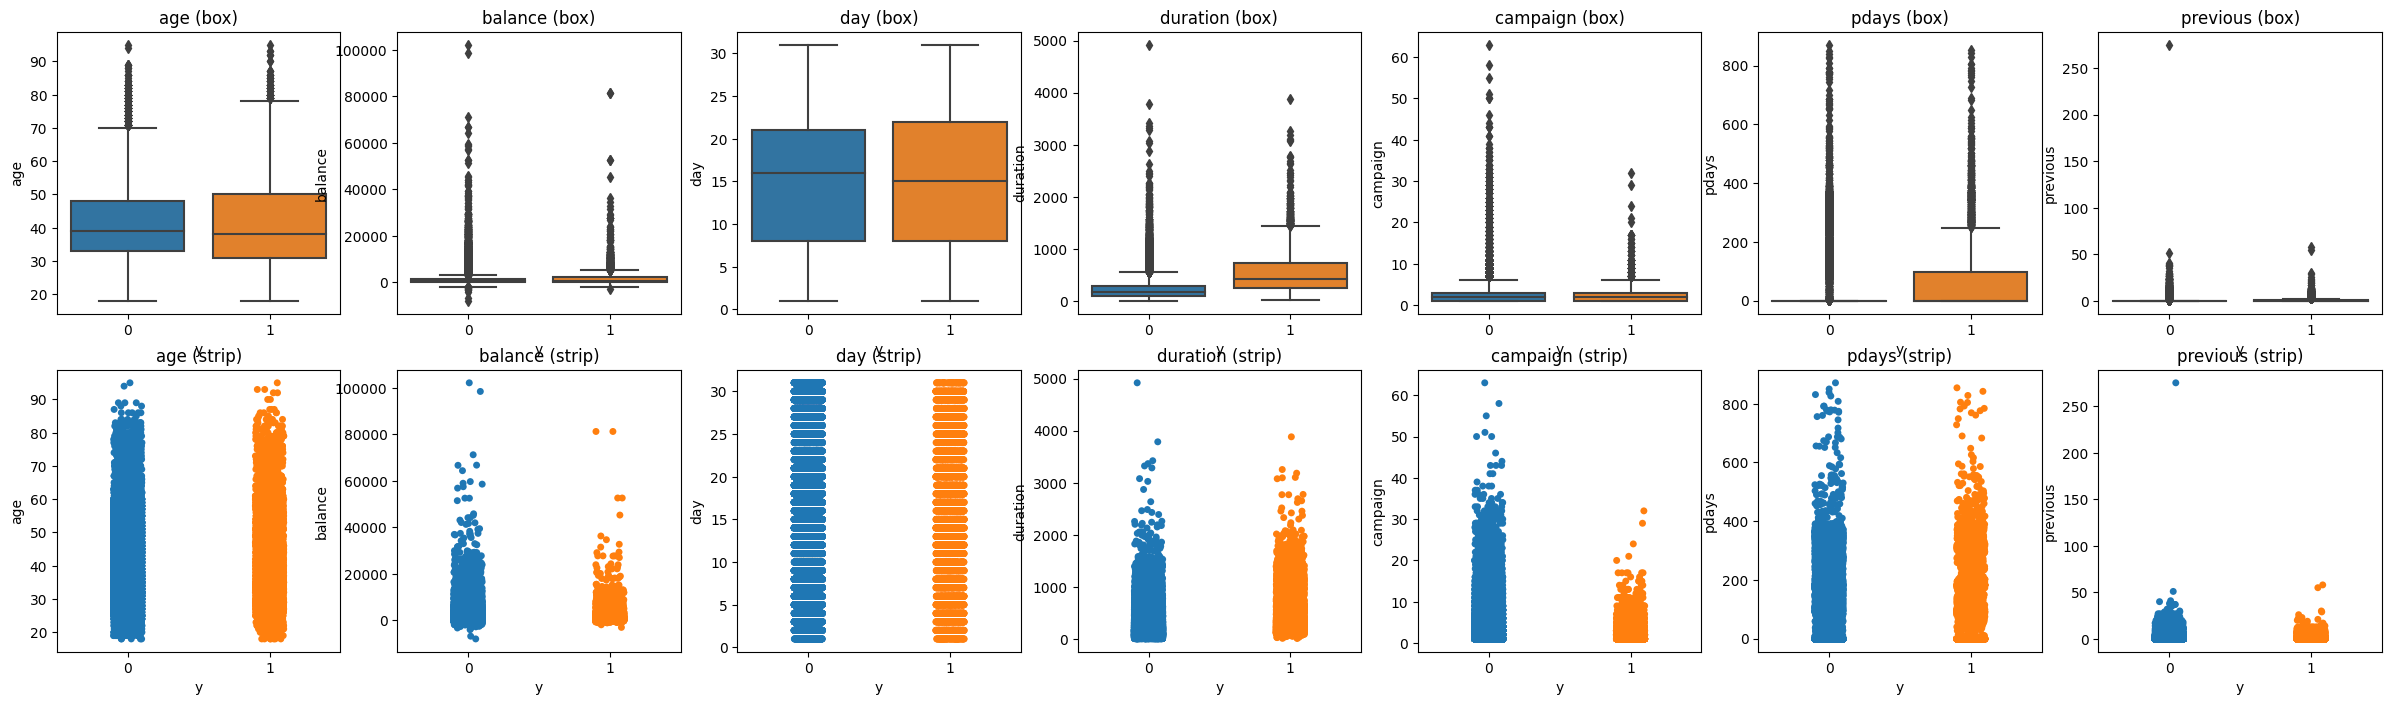 age (box)
90
80
70
60
50
40
30
20
age
0
1
y
balance (box)
100000
80000
60000
40000
20000
0
balance
0
1
y
day (box)
30
25
20
15
10
5
0
day
0
1
y
duration (box)
5000
4000
3000
2000
1000
0
duration
0
1
y
campaign (box)
60
50
40
30
20
10
0
campaign
0
1
y
pdays (box)
800
600
400
200
0
pdays
0
1
y
previous (box)
250
200
150
100
50
0
previous
0
1
y
age (strip)
90
80
70
60
50
40
30
20
age
0
1
y
balance (strip)
100000
80000
60000
40000
20000
0
balance
0
1
y
day (strip)
30
25
20
15
10
5
0
day
0
1
y
duration (strip)
5000
4000
3000
2000
1000
0
duration
0
1
y
campaign (strip)
60
50
40
30
20
10
0
campaign
0
1
y
pdays (strip)
800
600
400
200
0
pdays
0
1
y
previous (strip)
250
200
150
100
50
0
previous
0
1
y